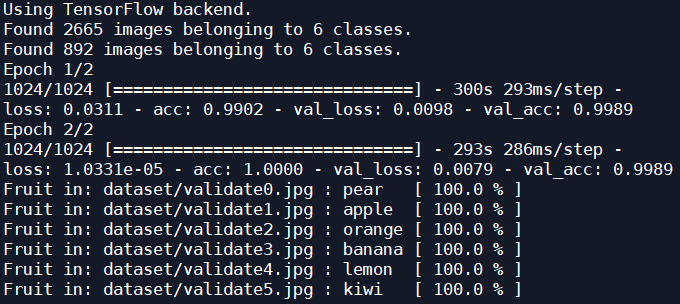 Using TensorFlow backend.
Found 2665 images belonging to 6 classes.
Found 892 images belonging to 6 classes.
Epoch 1/2
1024/1024 [==============================] - 300s 293ms/step -
loss: 0.0311 - acc: 0.9902 - val_loss: 0.0098 - val_acc: 0.9989
Epoch 2/2
1024/1024 [==============================] - 293s 286ms/step -
loss: 1.0331e-05 - acc: 1.0000 - val_loss: 0.0079 - val_acc: 0.9989
Fruit in: dataset/validate0.jpg : pear   [ 100.0 % ]
Fruit in: dataset/validate1.jpg : apple  [ 100.0 % ]
Fruit in: dataset/validate2.jpg : orange [ 100.0 % ]
Fruit in: dataset/validate3.jpg : banana [ 100.0 % ]
Fruit in: dataset/validate4.jpg : lemon  [ 100.0 % ]
Fruit in: dataset/validate5.jpg : kiwi   [ 100.0 % ]